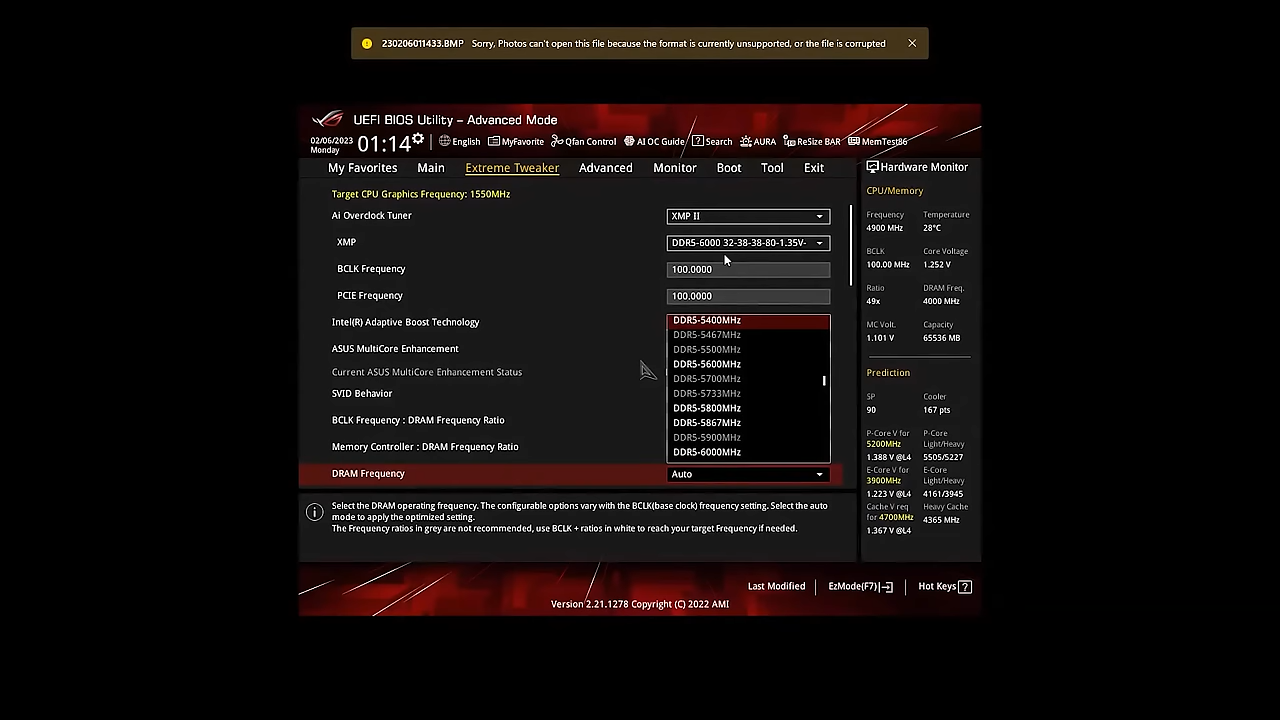 230206011433.BMP Sorry, Photos can't open this file because the format is currently unsupported, or the file is corrupted
UEFI BIOS Utility – Advanced Mode
02/06/2023
Monday
01:14
English
MyFavorite
Qfan Control
AI OC Guide
Search
AURA
ReSize BAR
MemTest86
My Favorites
Main
Extreme Tweaker
Advanced
Monitor
Boot
Tool
Exit
Target CPU Graphics Frequency: 1550MHz
Ai Overclock Tuner
XMP II
XMP
DDR5-6000 32-38-38-80-1.35V-
BCLK Frequency
100.0000
PCIE Frequency
100.0000
Intel(R) Adaptive Boost Technology
ASUS MultiCore Enhancement
Current ASUS MultiCore Enhancement Status
SVID Behavior
BCLK Frequency : DRAM Frequency Ratio
Memory Controller : DRAM Frequency Ratio
DDR5-5400MHz
DDR5-5467MHz
DDR5-5500MHz
DDR5-5600MHz
DDR5-5700MHz
DDR5-5733MHz
DDR5-5800MHz
DDR5-5867MHz
DDR5-5900MHz
DDR5-6000MHz
DRAM Frequency
Auto
Select the DRAM operating frequency. The configurable options vary with the BCLK(base clock) frequency setting. Select the auto
mode to apply the optimized setting.
The Frequency ratios in grey are not recommended, use BCLK + ratios in white to reach your target Frequency if needed.
Hardware Monitor
CPU/Memory
Frequency Temperature
4900 MHz 28°C
BCLK Core Voltage
100.00 MHz 1.252 V
Ratio DRAM Freq.
49x 4000 MHz
MC Volt. Capacity
1.101 V 65536 MB
Prediction
SP Cooler
90 167 pts
P-Core V for P-Core
5200MHz Light/Heavy
1.388 V @L4 5505/5227
E-Core V for E-Core
3900MHz Light/Heavy
1.223 V @L4 4161/3945
Cache V req Heavy Cache
for 4700MHz 4365 MHz
1.367 V @L4
Last Modified
EzMode(F7)
Hot Keys ?
Version 2.21.1278 Copyright (C) 2022 AMI